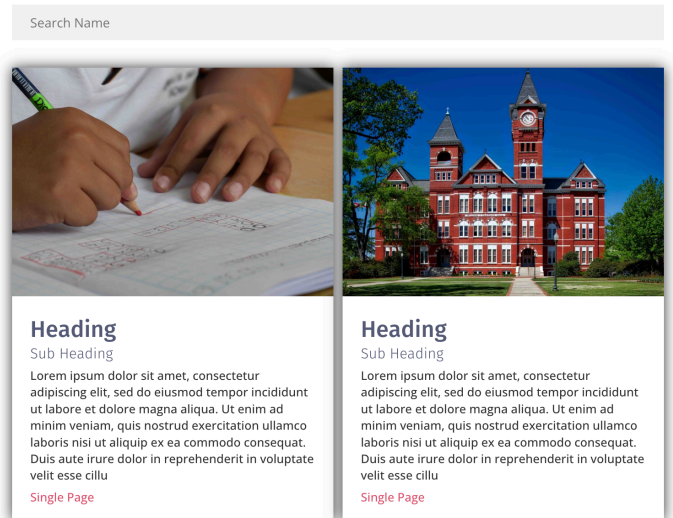 Search Name
Heading
Sub Heading
Lorem ipsum dolor sit amet, consectetur
adipiscing elit, sed do eiusmod tempor incididunt
ut labore et dolore magna aliqua. Ut enim ad
minim veniam, quis nostrud exercitation ullamco
laboris nisi ut aliquip ex ea commodo consequat.
Duis aute irure dolor in reprehenderit in voluptate
velit esse cillu
Single Page
Heading
Sub Heading
Lorem ipsum dolor sit amet, consectetur
adipiscing elit, sed do eiusmod tempor incididunt
ut labore et dolore magna aliqua. Ut enim ad
minim veniam, quis nostrud exercitation ullamco
laboris nisi ut aliquip ex ea commodo consequat.
Duis aute irure dolor in reprehenderit in voluptate
velit esse cillu
Single Page